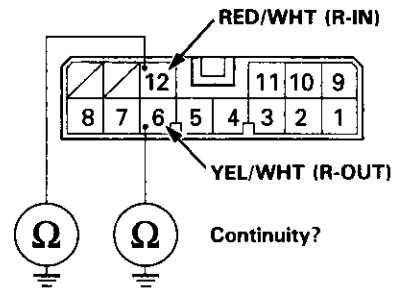 RED/WHT (R-IN)
12 11 10 9
8 7 6 5 4 3 2 1
YEL/WHT (R-OUT)
Ω Ω Continuity?